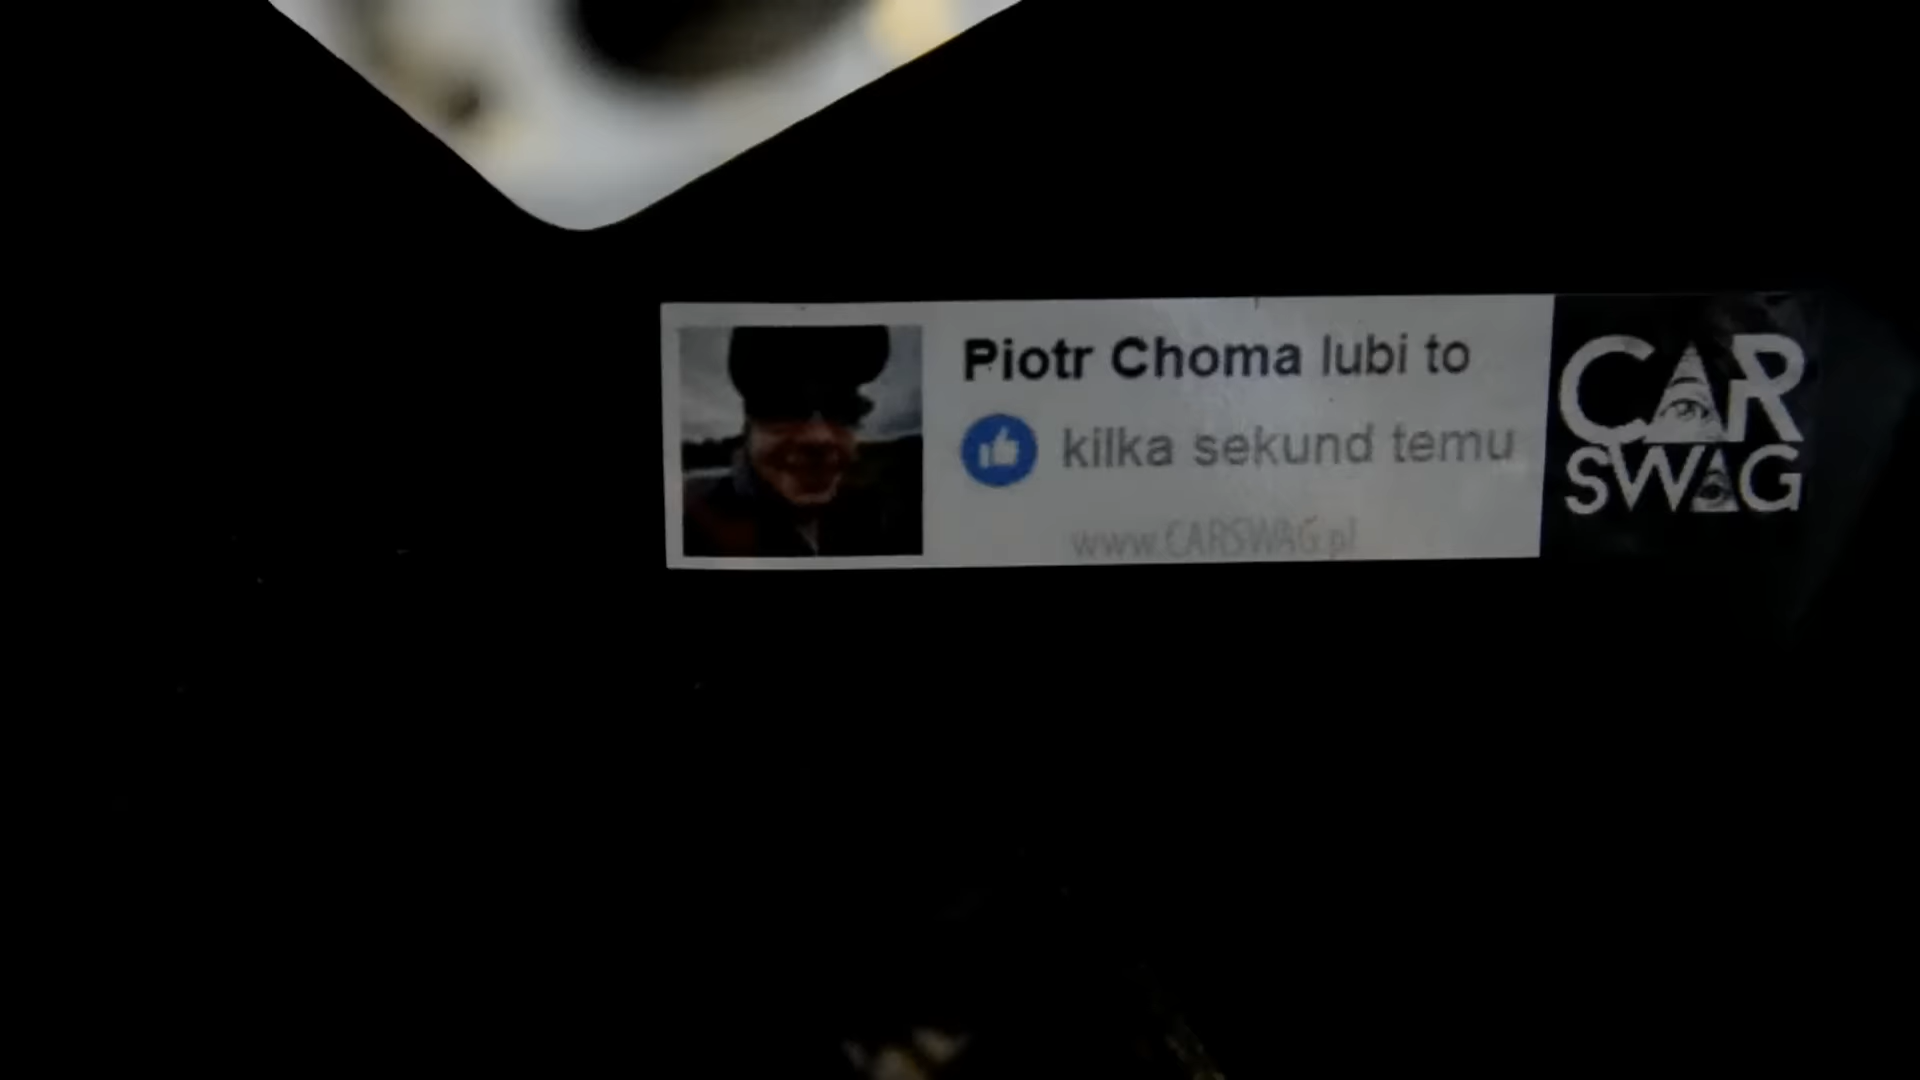 Piotr Choma lubi to
kilka sekund temu
www.CARSWAG.pl
CAR
SWAG